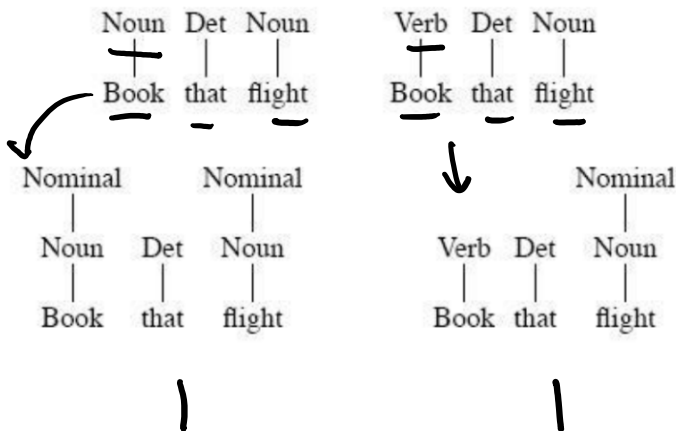 Noun Det Noun Verb Det Noun
Book that flight Book that flight
Nominal Nominal Nominal
Noun Det Noun Verb Det Noun
Book that flight Book that flight